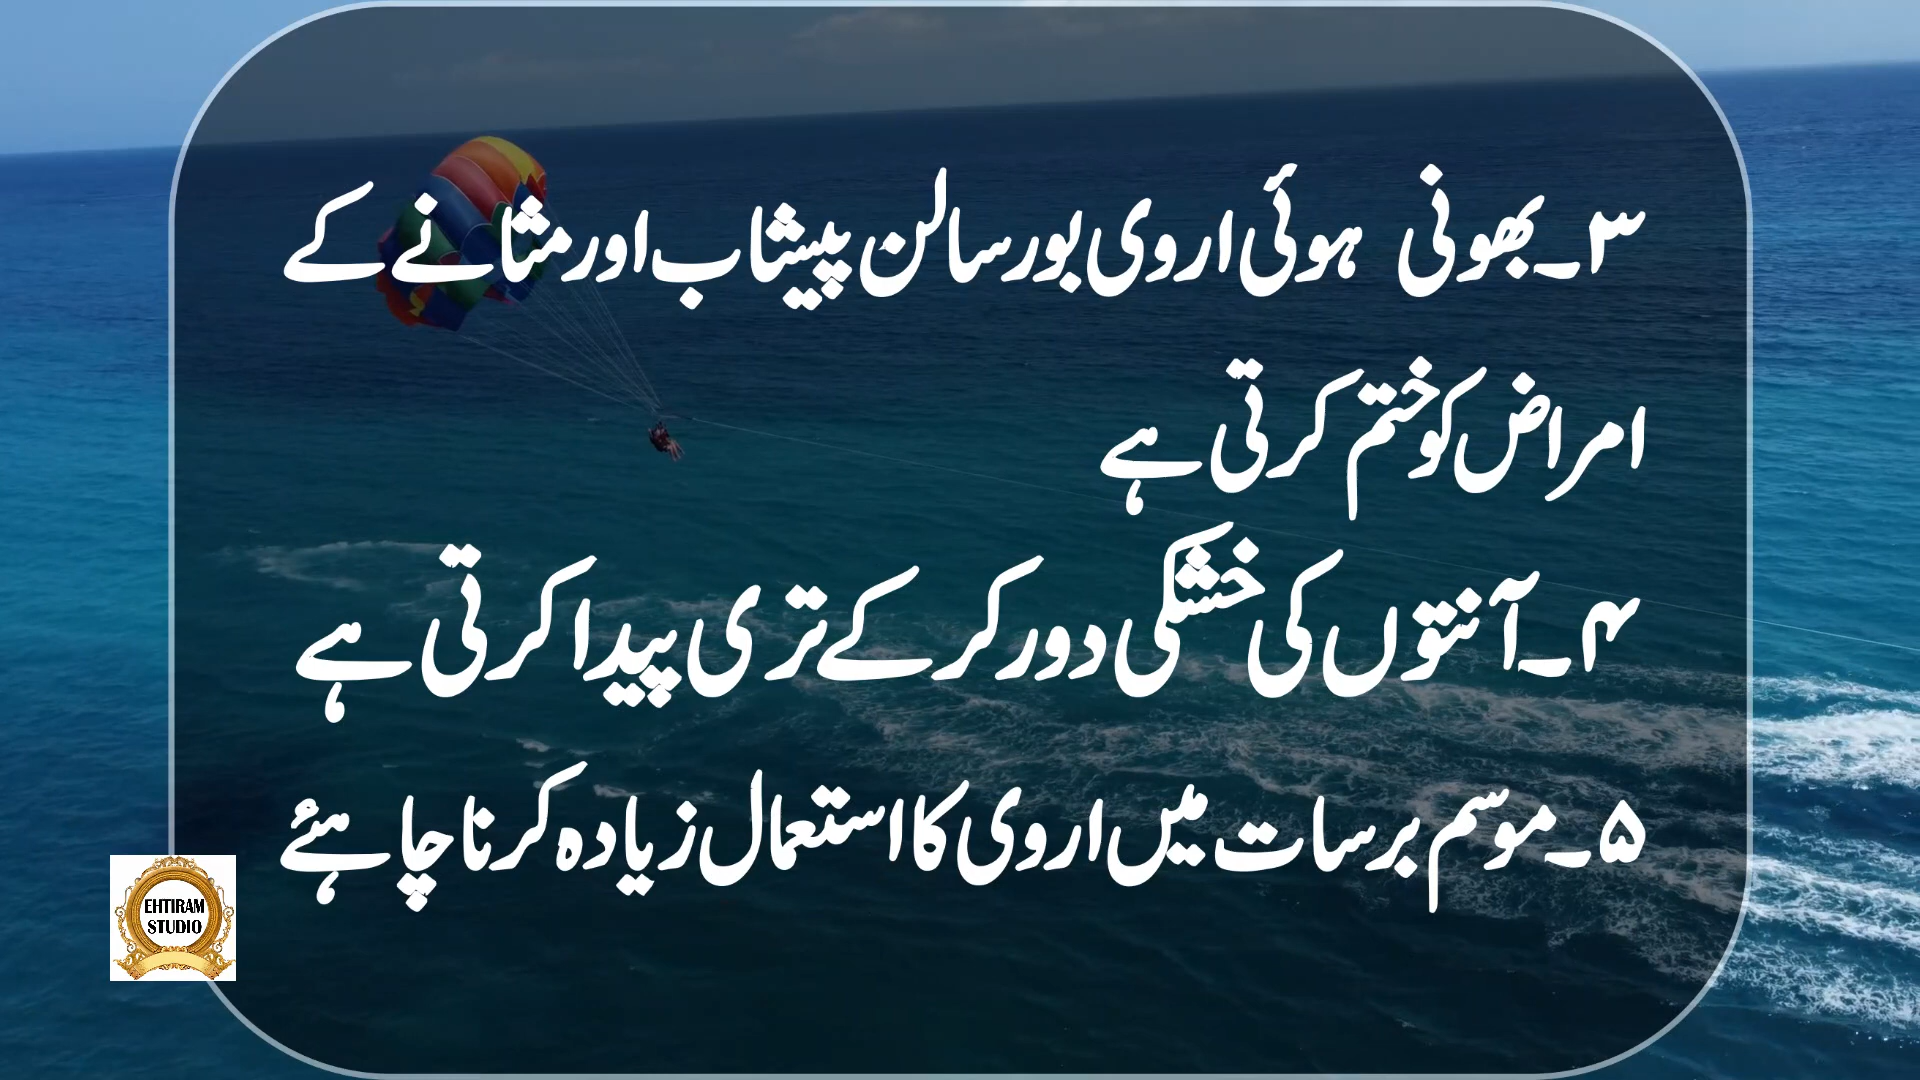 ۳۔بھونی ہوئی اروی بورسالن پیشاب اور مثانے کے
امراض کو ختم کرتی ہے
۴۔آنتوں کی خشکی دور کر کے تری پیدا کرتی ہے
۵۔موسم برسات میں اروی کا استعمال زیادہ کرنا چاہئے
EHTIRAM
STUDIO